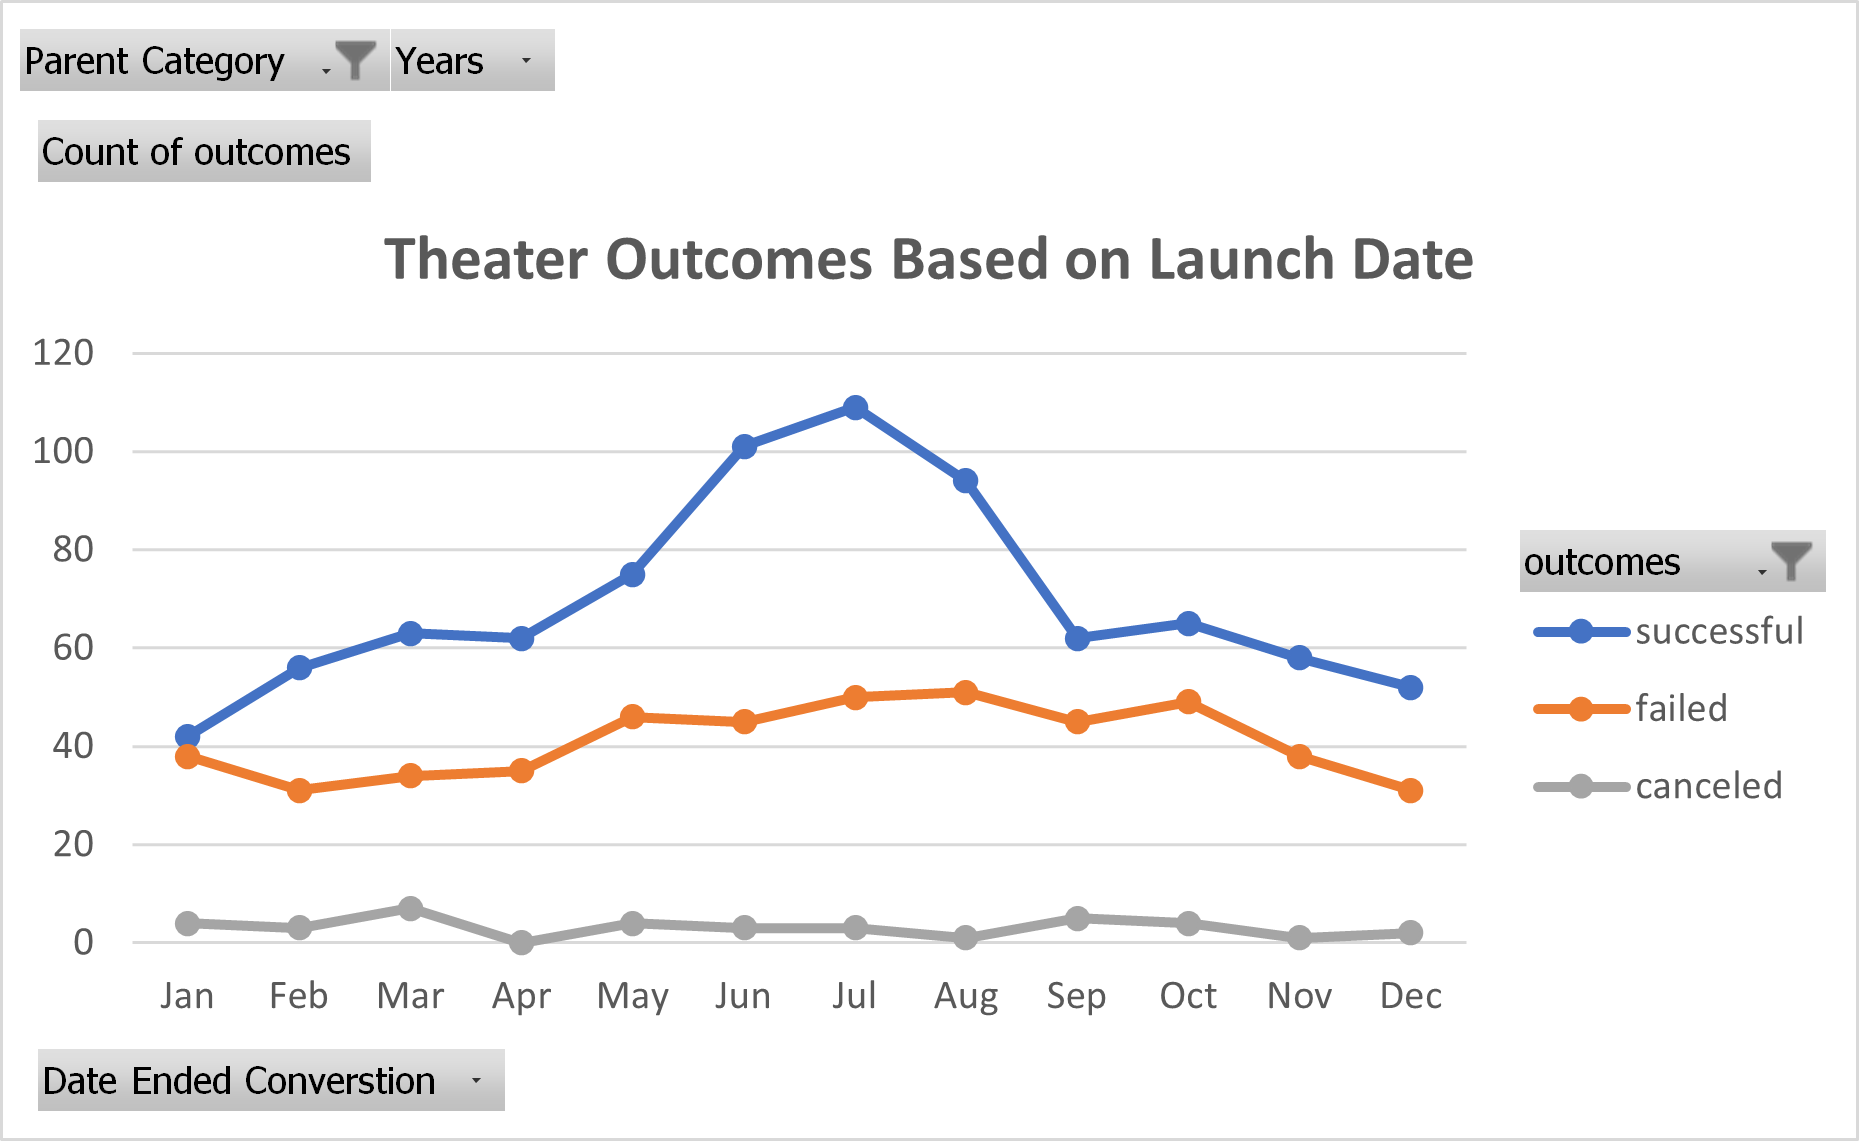 Parent Category
Years
Count of outcomes
Theater Outcomes Based on Launch Date
120
100
80
60
40
20
0
Jan Feb Mar Apr May Jun Jul Aug Sep Oct Nov Dec
outcomes
successful
failed
canceled
Date Ended Converstion